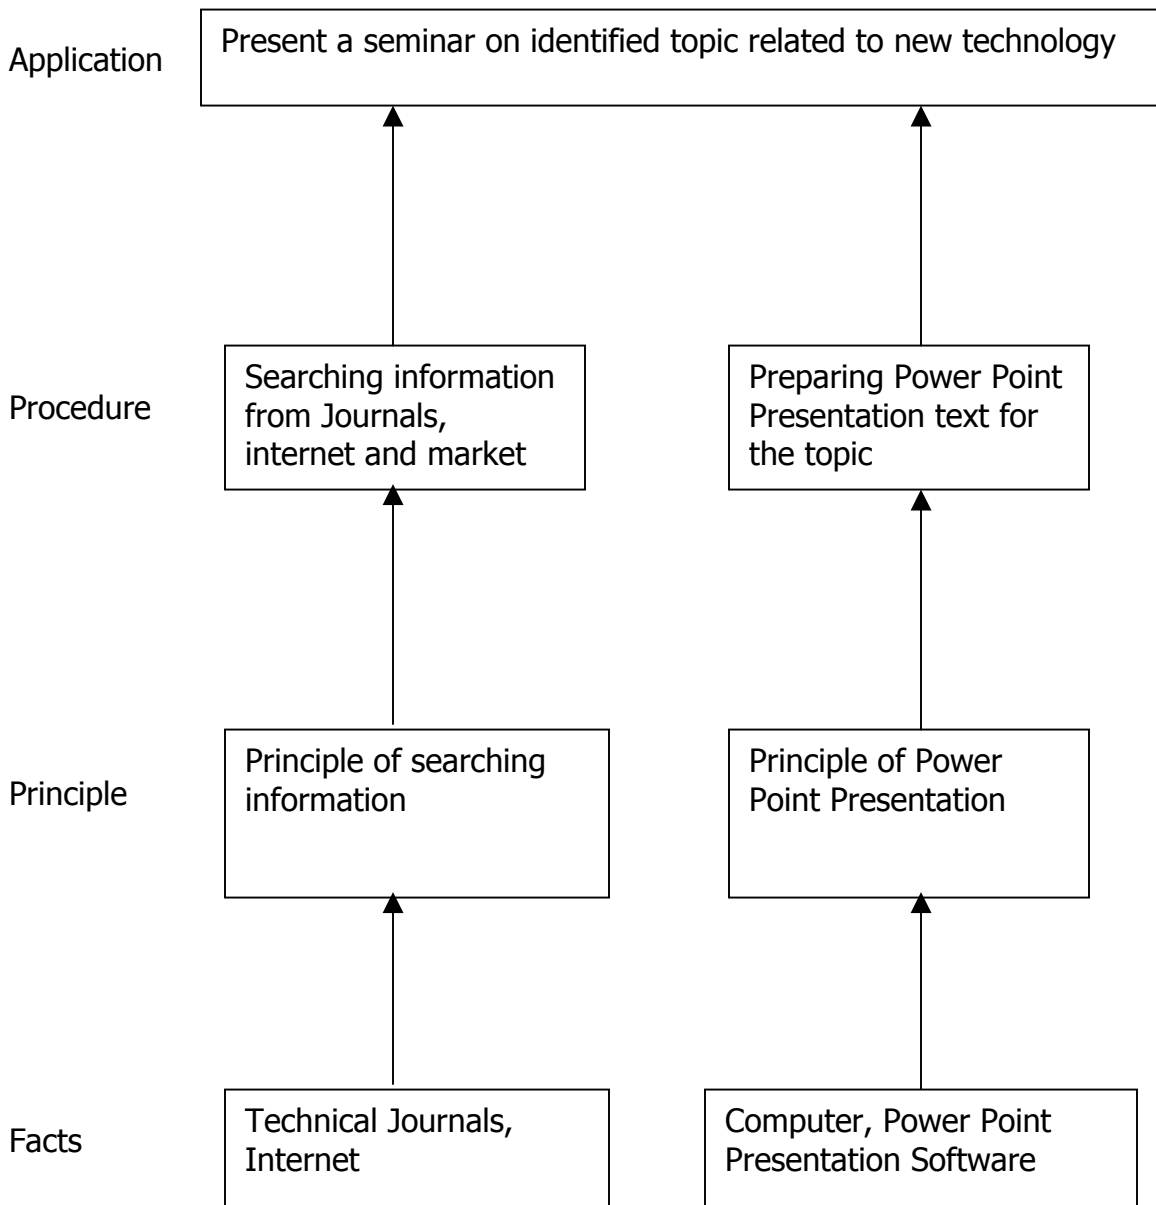 Application
Present a seminar on identified topic related to new technology
Procedure
Searching information
from Journals,
internet and market
Preparing Power Point
Presentation text for
the topic
Principle
Principle of searching
information
Principle of Power
Point Presentation
Facts
Technical Journals,
Internet
Computer, Power Point
Presentation Software